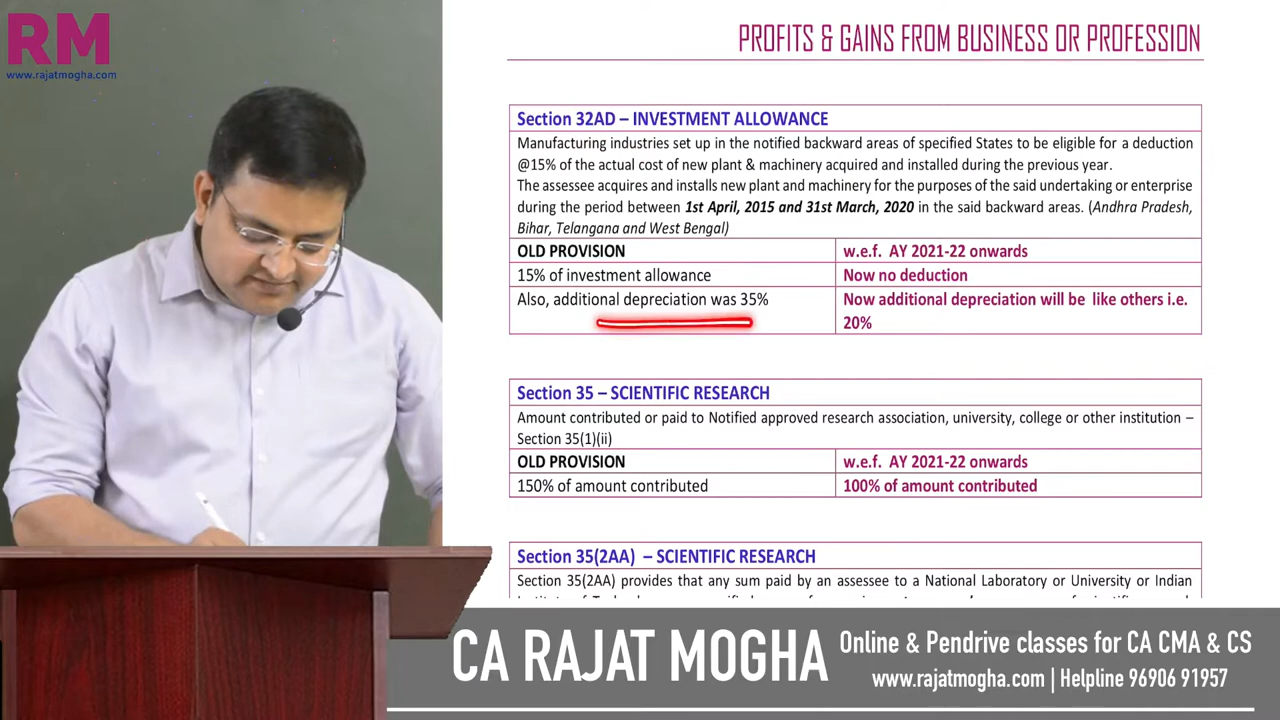 RM
www.rajatmogha.com
PROFITS & GAINS FROM BUSINESS OR PROFESSION
Section 32AD – INVESTMENT ALLOWANCE
Manufacturing industries set up in the notified backward areas of specified States to be eligible for a deduction
@15% of the actual cost of new plant & machinery acquired and installed during the previous year.
The assessee acquires and installs new plant and machinery for the purposes of the said undertaking or enterprise
during the period between 1st April, 2015 and 31st March, 2020 in the said backward areas. (Andhra Pradesh,
Bihar, Telangana and West Bengal)
OLD PROVISION
w.e.f. AY 2021-22 onwards
15% of investment allowance
Now no deduction
Also, additional depreciation was 35%
Now additional depreciation will be like others i.e.
20%
Section 35 – SCIENTIFIC RESEARCH
Amount contributed or paid to Notified approved research association, university, college or other institution –
Section 35(1)(ii)
OLD PROVISION
w.e.f. AY 2021-22 onwards
150% of amount contributed
100% of amount contributed
Section 35(2AA) – SCIENTIFIC RESEARCH
Section 35(2AA) provides that any sum paid by an assessee to a National Laboratory or University or Indian
CA RAJAT MOGHA
Online & Pendrive classes for CA CMA & CS
www.rajatmogha.com | Helpline 96906 91957